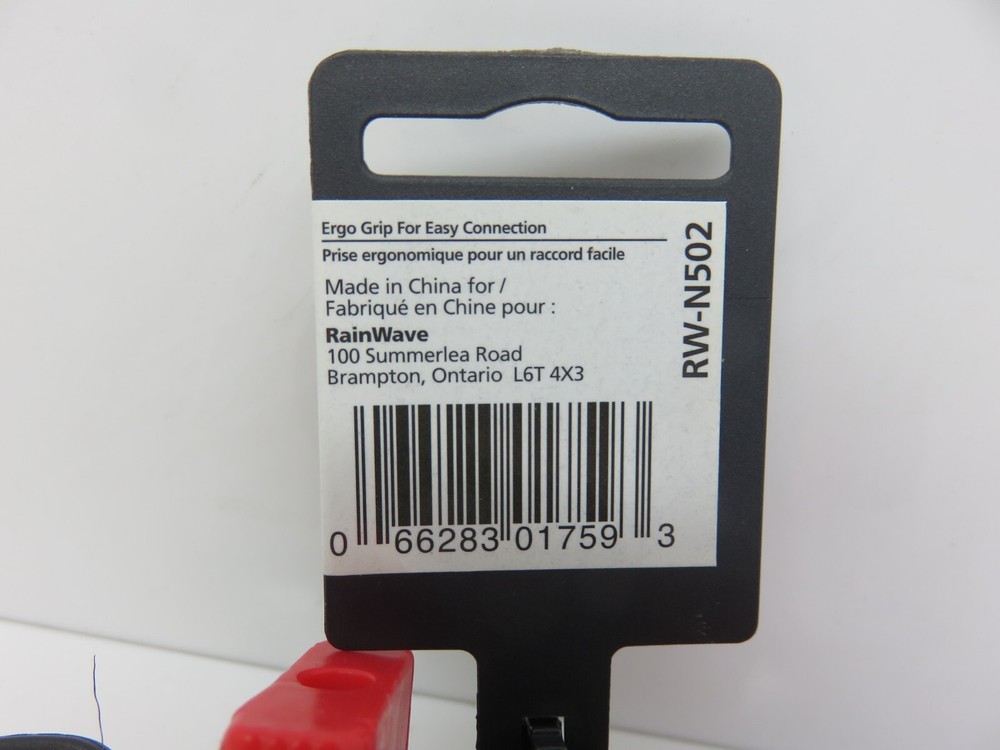 Ergo Grip For Easy Connection
Prise ergonomique pour un raccord facile
Made in China for /
Fabriqué en Chine pour :
RainWave
100 Summerlea Road
Brampton, Ontario L6T 4X3
0 66283 01759 3
RW-N502